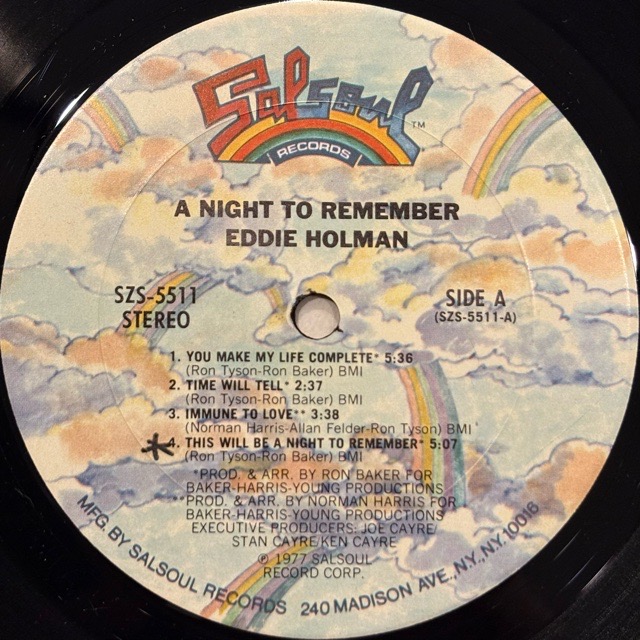 Salsoul
TM
RECORDS
A NIGHT TO REMEMBER
EDDIE HOLMAN
SZS-5511
STEREO
SIDE A
(SZS-5511-A)
1. YOU MAKE MY LIFE COMPLETE* 5:36
(Ron Tyson-Ron Baker) BMI
2. TIME WILL TELL* 2:37
(Ron Tyson-Ron Baker) BMI
3. IMMUNE TO LOVE** 3:38
(Norman Harris-Allan Felder-Ron Tyson) BMI
4. THIS WILL BE A NIGHT TO REMEMBER* 5:07
(Ron Tyson-Ron Baker) BMI
*PROD. & ARR. BY RON BAKER FOR
BAKER-HARRIS-YOUNG PRODUCTIONS
**PROD. & ARR. BY NORMAN HARRIS FOR
BAKER-HARRIS-YOUNG PRODUCTIONS
EXECUTIVE PRODUCERS: JOE CAYRE/
STAN CAYRE/KEN CAYRE
℗ 1977 SALSOUL
RECORD CORP.
MFG. BY SALSOUL RECORDS 240 MADISON AVE., N.Y., N.Y. 10016